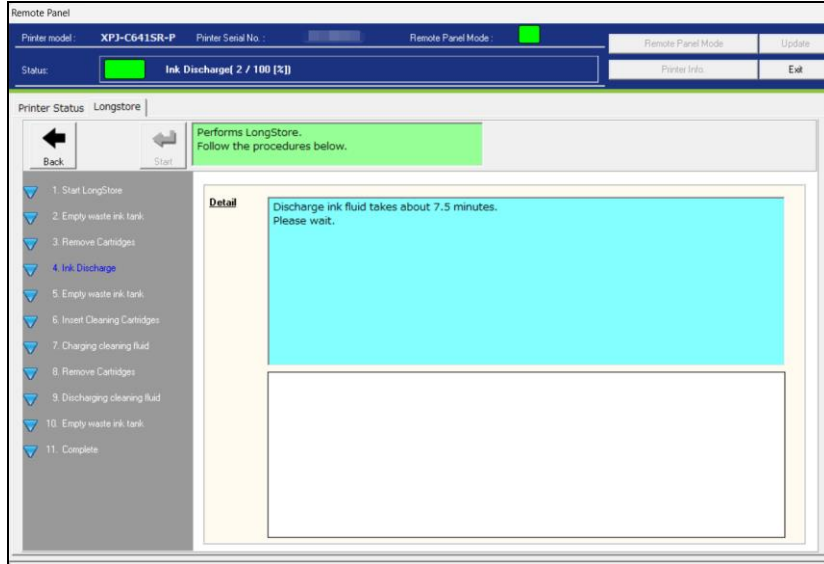 Remote Panel
Printer model : XPJ-C641SR-P Printer Serial No. : Remote Panel Mode :
Remote Panel Mode Update
Status: Ink Discharge( 2 / 100 [%])
Printer Info. Exit
Printer Status Longstore
Back Start
Performs LongStore.
Follow the procedures below.
1. Start LongStore
2. Empty waste ink tank
3. Remove Cartridges
4. Ink Discharge
5. Empty waste ink tank
6. Insert Cleaning Cartridges
7. Charging cleaning fluid
8. Remove Cartridges
9. Discharging cleaning fluid
10. Empty waste ink tank
11. Complete
Detail
Discharge ink fluid takes about 7.5 minutes.
Please wait.